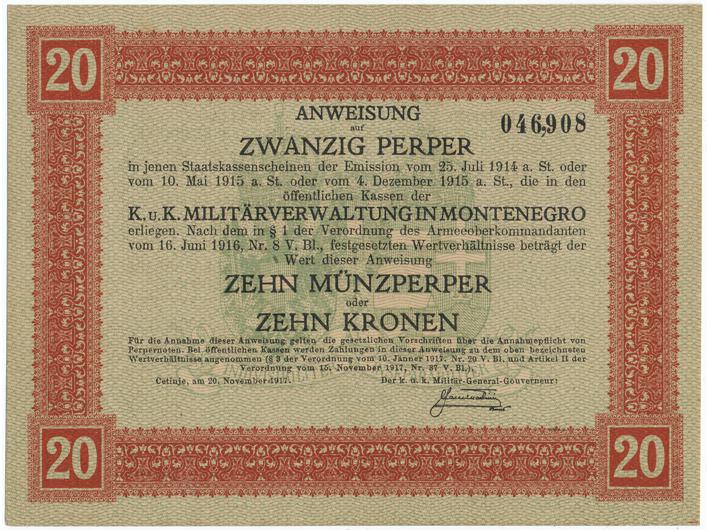 20 20
ANWEISUNG
auf
046,908
ZWANZIG PERPER
in jenen Staatskassenscheinen der Emission vom 25. Juli 1914 a. St. oder
vom 10. Mai 1915 a. St. oder vom 4. Dezember 1915 a. St., die in den
öffentlichen Kassen der
K.u.K. MILITÄRVERWALTUNG IN MONTENEGRO
erliegen. Nach dem in § 1 der Verordnung des Armeeoberkommandanten
vom 16. Juni 1916, Nr. 8 V. Bl., festgesetzten Wertverhältnisse beträgt der
Wert dieser Anweisung
ZEHN MÜNZPERPER
oder
ZEHN KRONEN
Für die Annahme dieser Anweisung gelten die gesetzlichen Vorschriften über die Annahmepflicht von
Perpernoten. Bei öffentlichen Kassen werden Zahlungen in dieser Anweisung zu dem oben bezeichneten
Wertverhältnisse angenommen (§ 3 der Verordnung vom 10. Jänner 1917, Nr. 20 V. Bl. und Artikel II der
Verordnung vom 15. November 1917, Nr. 37 V. Bl.).
Cetinje, am 20. November 1917. Der k. u. k. Militär-General-Gouverneur:
20 20